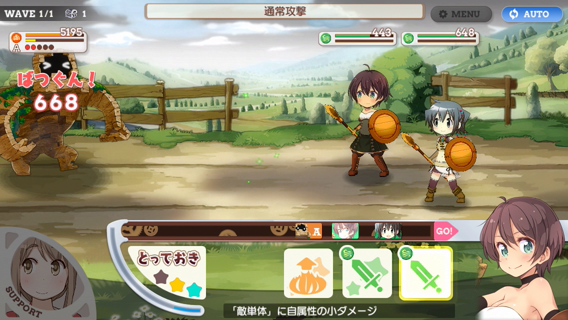 WAVE 1/1 1
通常攻撃
MENU
AUTO
5195
A
443
648
ばつぐん!
668
A
GO!
とっておき
SUPPORT
「敵単体」に自属性の小ダメージ